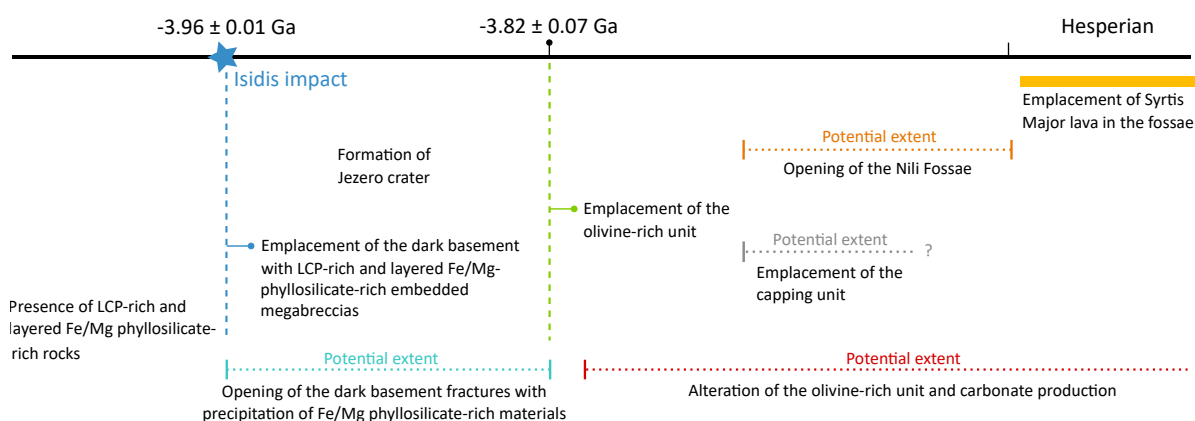 -3.96 ± 0.01 Ga
-3.82 ± 0.07 Ga
Hesperian
Isidis impact
Emplacement of Syrtis
Major lava in the fossae
Potential extent
Opening of the Nili Fossae
Formation of
Jezero crater
Emplacement of the
olivine-rich unit
Emplacement of the dark basement
with LCP-rich and layered Fe/Mg-
phyllosilicate-rich embedded
megabreccias
Potential extent
?
Emplacement of the
capping unit
Presence of LCP-rich and
layered Fe/Mg phyllosilicate-
rich rocks
Potential extent
Opening of the dark basement fractures with
precipitation of Fe/Mg phyllosilicate-rich materials
Potential extent
Alteration of the olivine-rich unit and carbonate production